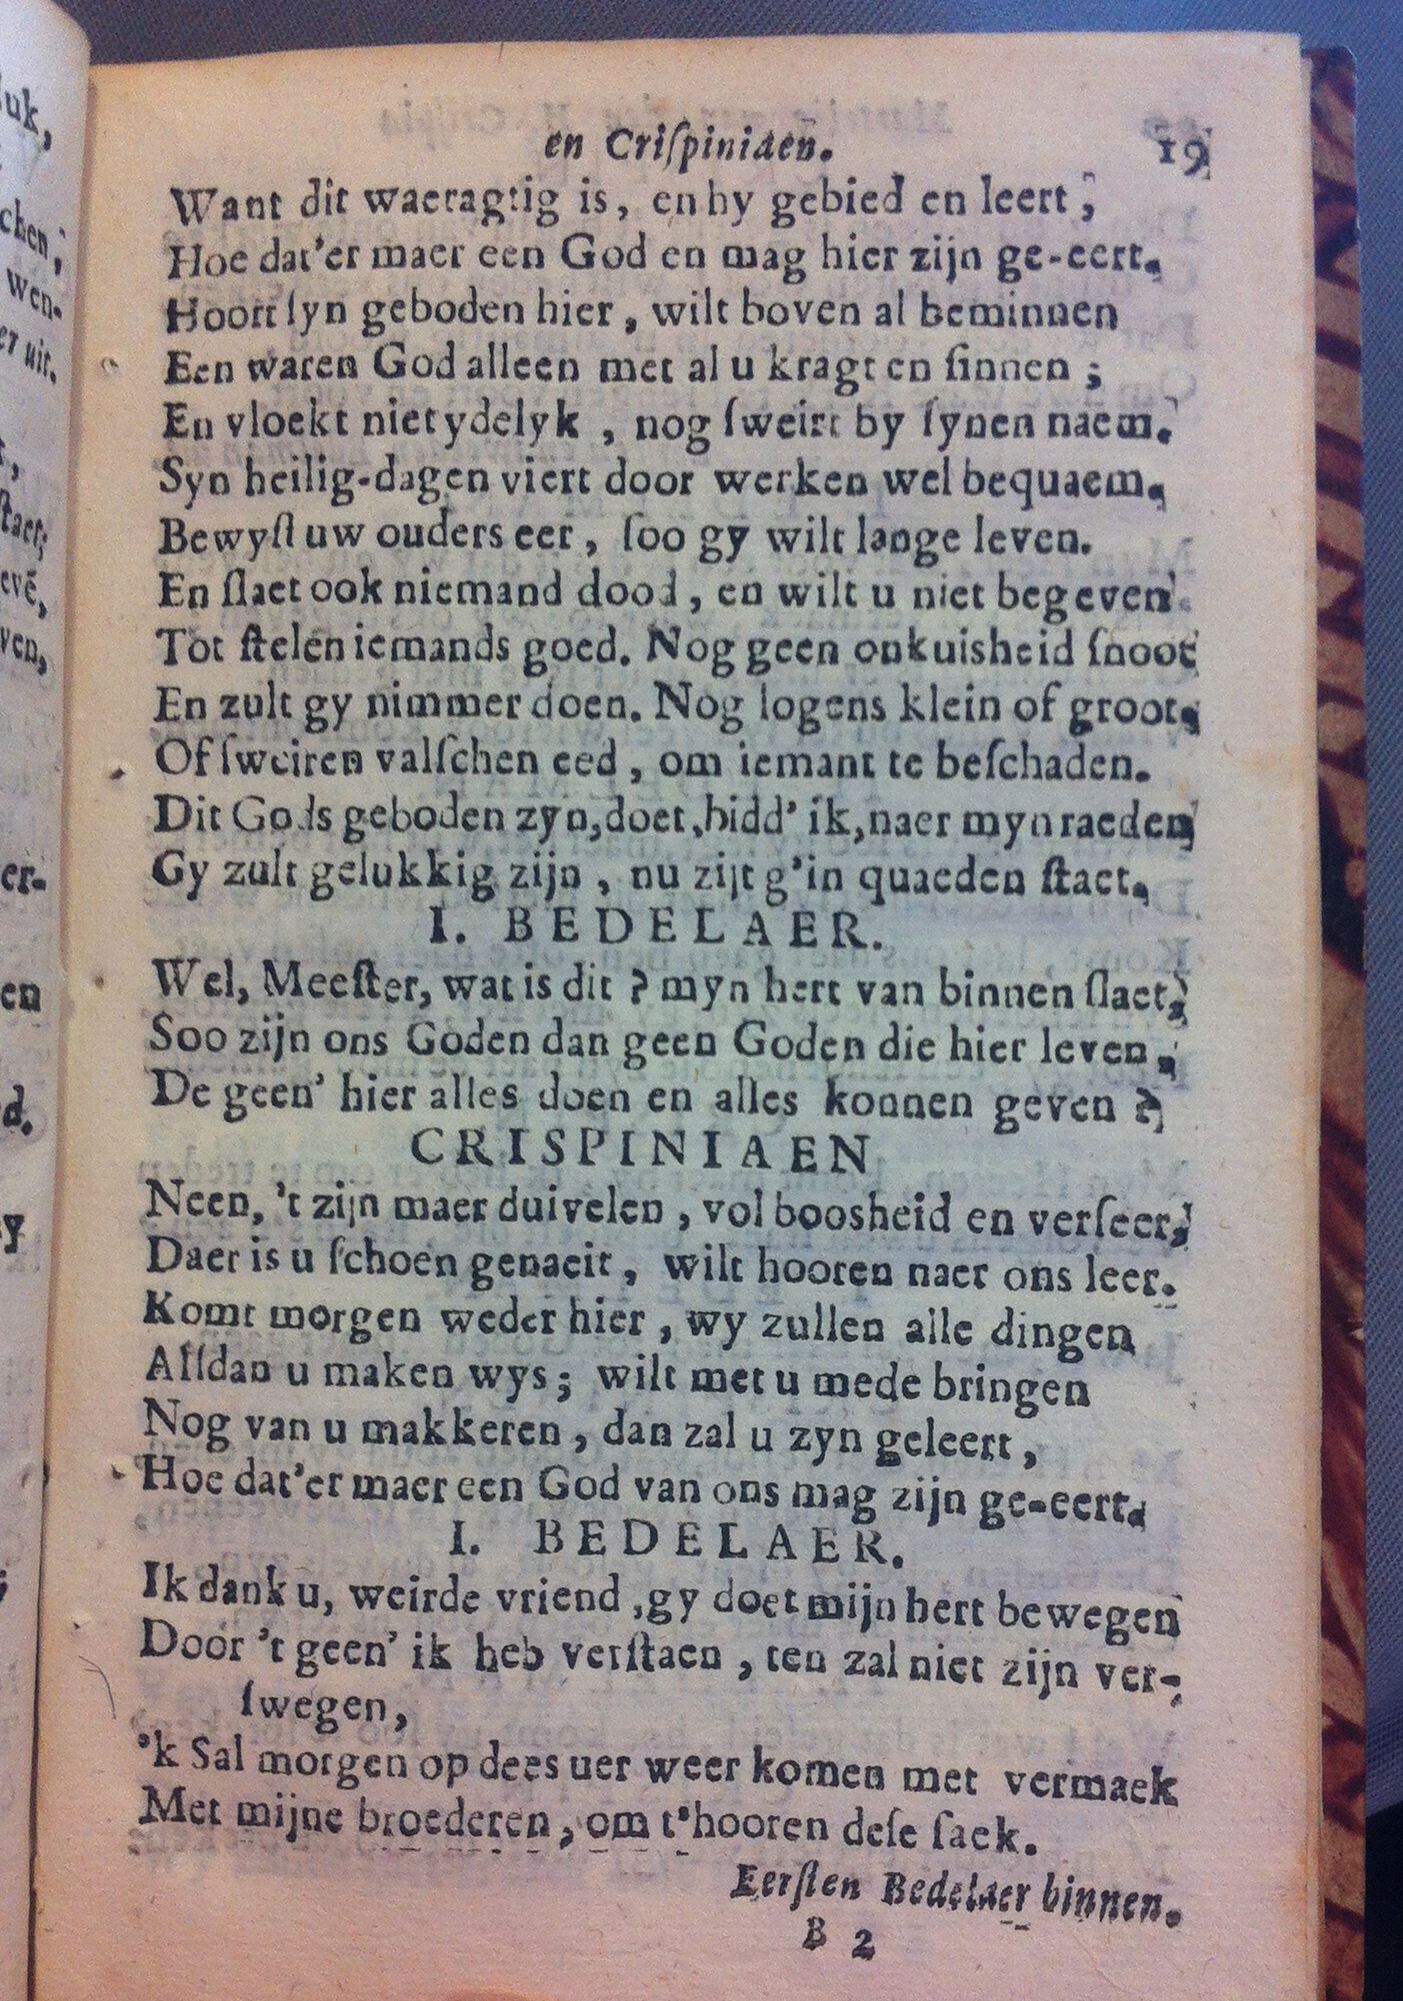 en Criſpiniaen. 19
Want dit waeragtig is, en hy gebied en leert,
Hoe dat'er maer een God en mag hier zijn ge-eert.
Hoort ſyn geboden hier, wilt boven al beminnen
Een waren God alleen met al u kragt en ſinnen;
En vloekt niet ydelyk, nog ſweirt by ſynen naem.
Syn heilig-dagen viert door werken wel bequaem.
Bewyſt uw ouders eer, ſoo gy wilt lange leven.
En ſlaet ook niemand dood, en wilt u niet begeven
Tot ſtelen iemands goed. Nog geen onkuisheid ſnoot
En zult gy nimmer doen. Nog logens klein of groot,
Of ſweiren valſchen eed, om iemant te beſchaden.
Dit Gods geboden zyn, doet, bidd' ik, naer myn raeden
Gy zult gelukkig zijn, nu zijt g'in quaeden ſtaet.
I. BEDELAER.
Wel, Meeſter, wat is dit? myn hert van binnen ſlaet,
Soo zijn ons Goden dan geen Goden die hier leven,
De geen' hier alles doen en alles konnen geven?
CRISPINIAEN
Neen, 't zijn maer duivelen, vol boosheid en verſeer,
Daer is u ſchoen genaeit, wilt hooren naer ons leer.
Komt morgen weder hier, wy zullen alle dingen
Alſdan u maken wys; wilt met u mede bringen
Nog van u makkeren, dan zal u zyn geleert,
Hoe dat'er maer een God van ons mag zijn ge-eert.
I. BEDELAER.
Ik dank u, weirde vriend, gy doet mijn hert bewegen
Door 't geen' ik heb verſtaen, ten zal niet zijn ver-
ſwegen,
'k Sal morgen op dees uer weer komen met vermaek
Met mijne broederen, om t'hooren deſe ſaek.
Eerſten Bedelaer binnen.
B 2